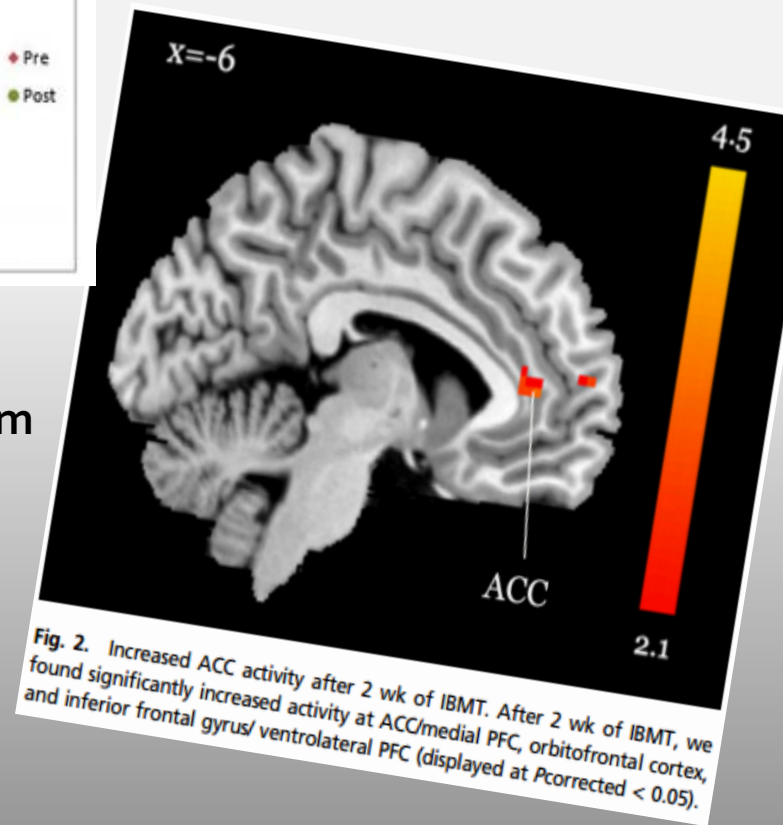 Pre
Post
X=-6
4.5
m
ACC
2.1
Fig. 2. Increased ACC activity after 2 wk of IBMT. After 2 wk of IBMT, we
found significantly increased activity at ACC/medial PFC, orbitofrontal cortex,
and inferior frontal gyrus/ ventrolateral PFC (displayed at Pcorrected < 0.05).